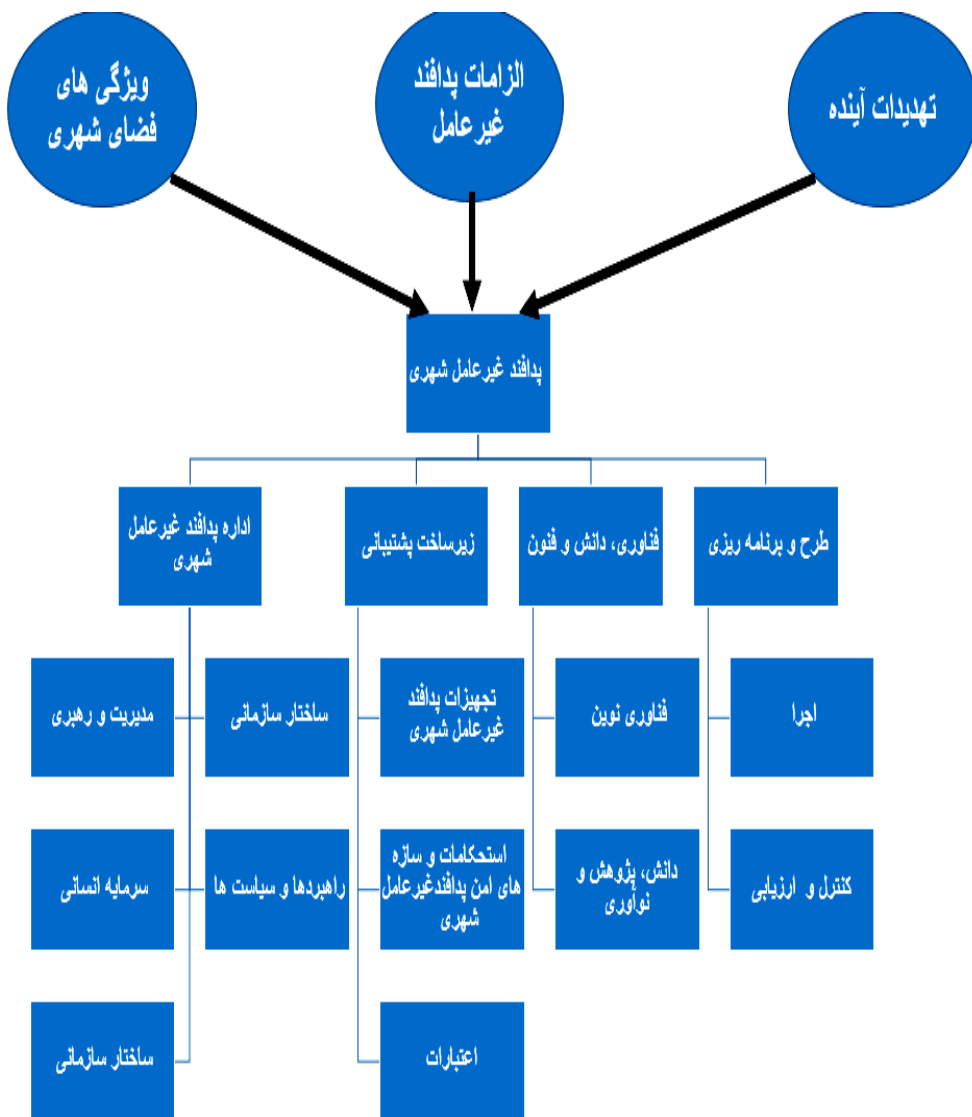 تهدیدات آینده
الزامات پدافند
غیرعامل
ویژگی های
فضای شهری
پدافند غیرعامل شهری
طرح و برنامه ریزی
فناوری، دانش و فنون
زیرساخت پشتیبانی
اداره پدافند غیرعامل
شهری
اجرا
فناوری نوین
تجهیزات پدافند
غیرعامل شهری
ساختار سازمانی
مدیریت و رهبری
کنترل و ارزیابی
دانش، پژوهش و
نوآوری
استحکامات و سازه
های امن پدافندغیرعامل
شهری
راهبردها و سیاست ها
سرمایه انسانی
اعتبارات
ساختار سازمانی